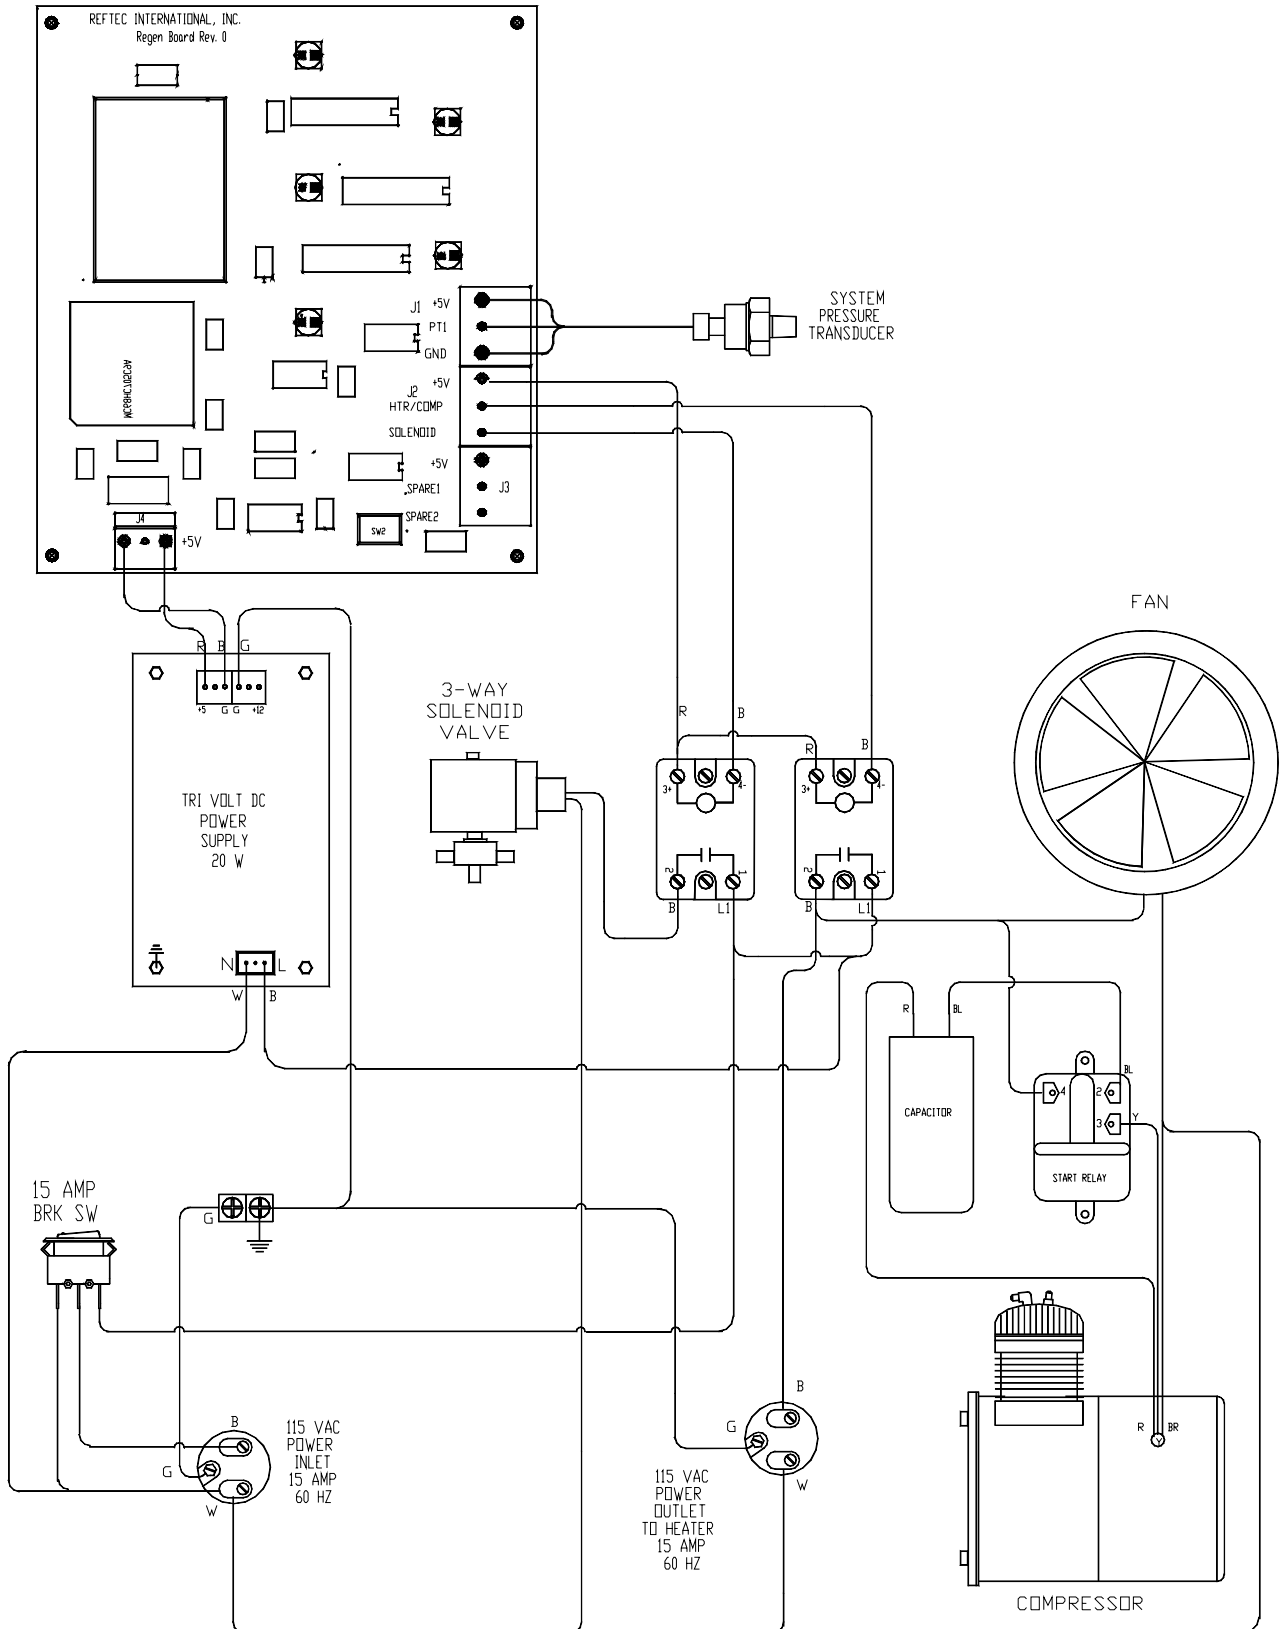 REFTEC INTERNATIONAL, INC.
Regen Board Rev. 0
J1
+5V
PT1
GND
+5V
J2
HTR/COMP
SOLENOID
+5V
SPARE1
J3
SPARE2
SW2
J4
+5V
SYSTEM
PRESSURE
TRANSDUCER
R B G
+5 G G +12
TRI VOLT DC
POWER
SUPPLY
20 W
N L
W B
3-WAY
SOLENOID
VALVE
R B
3+ 4-
2 1
B L1
R B
3+ 4-
2 1
B L1
FAN
R BL
CAPACITOR
BL
4 2
3 Y
START RELAY
15 AMP
BRK SW
G
B
G
W
115 VAC
POWER
INLET
15 AMP
60 HZ
B
G
W
115 VAC
POWER
OUTLET
TO HEATER
15 AMP
60 HZ
R Y BR
COMPRESSOR